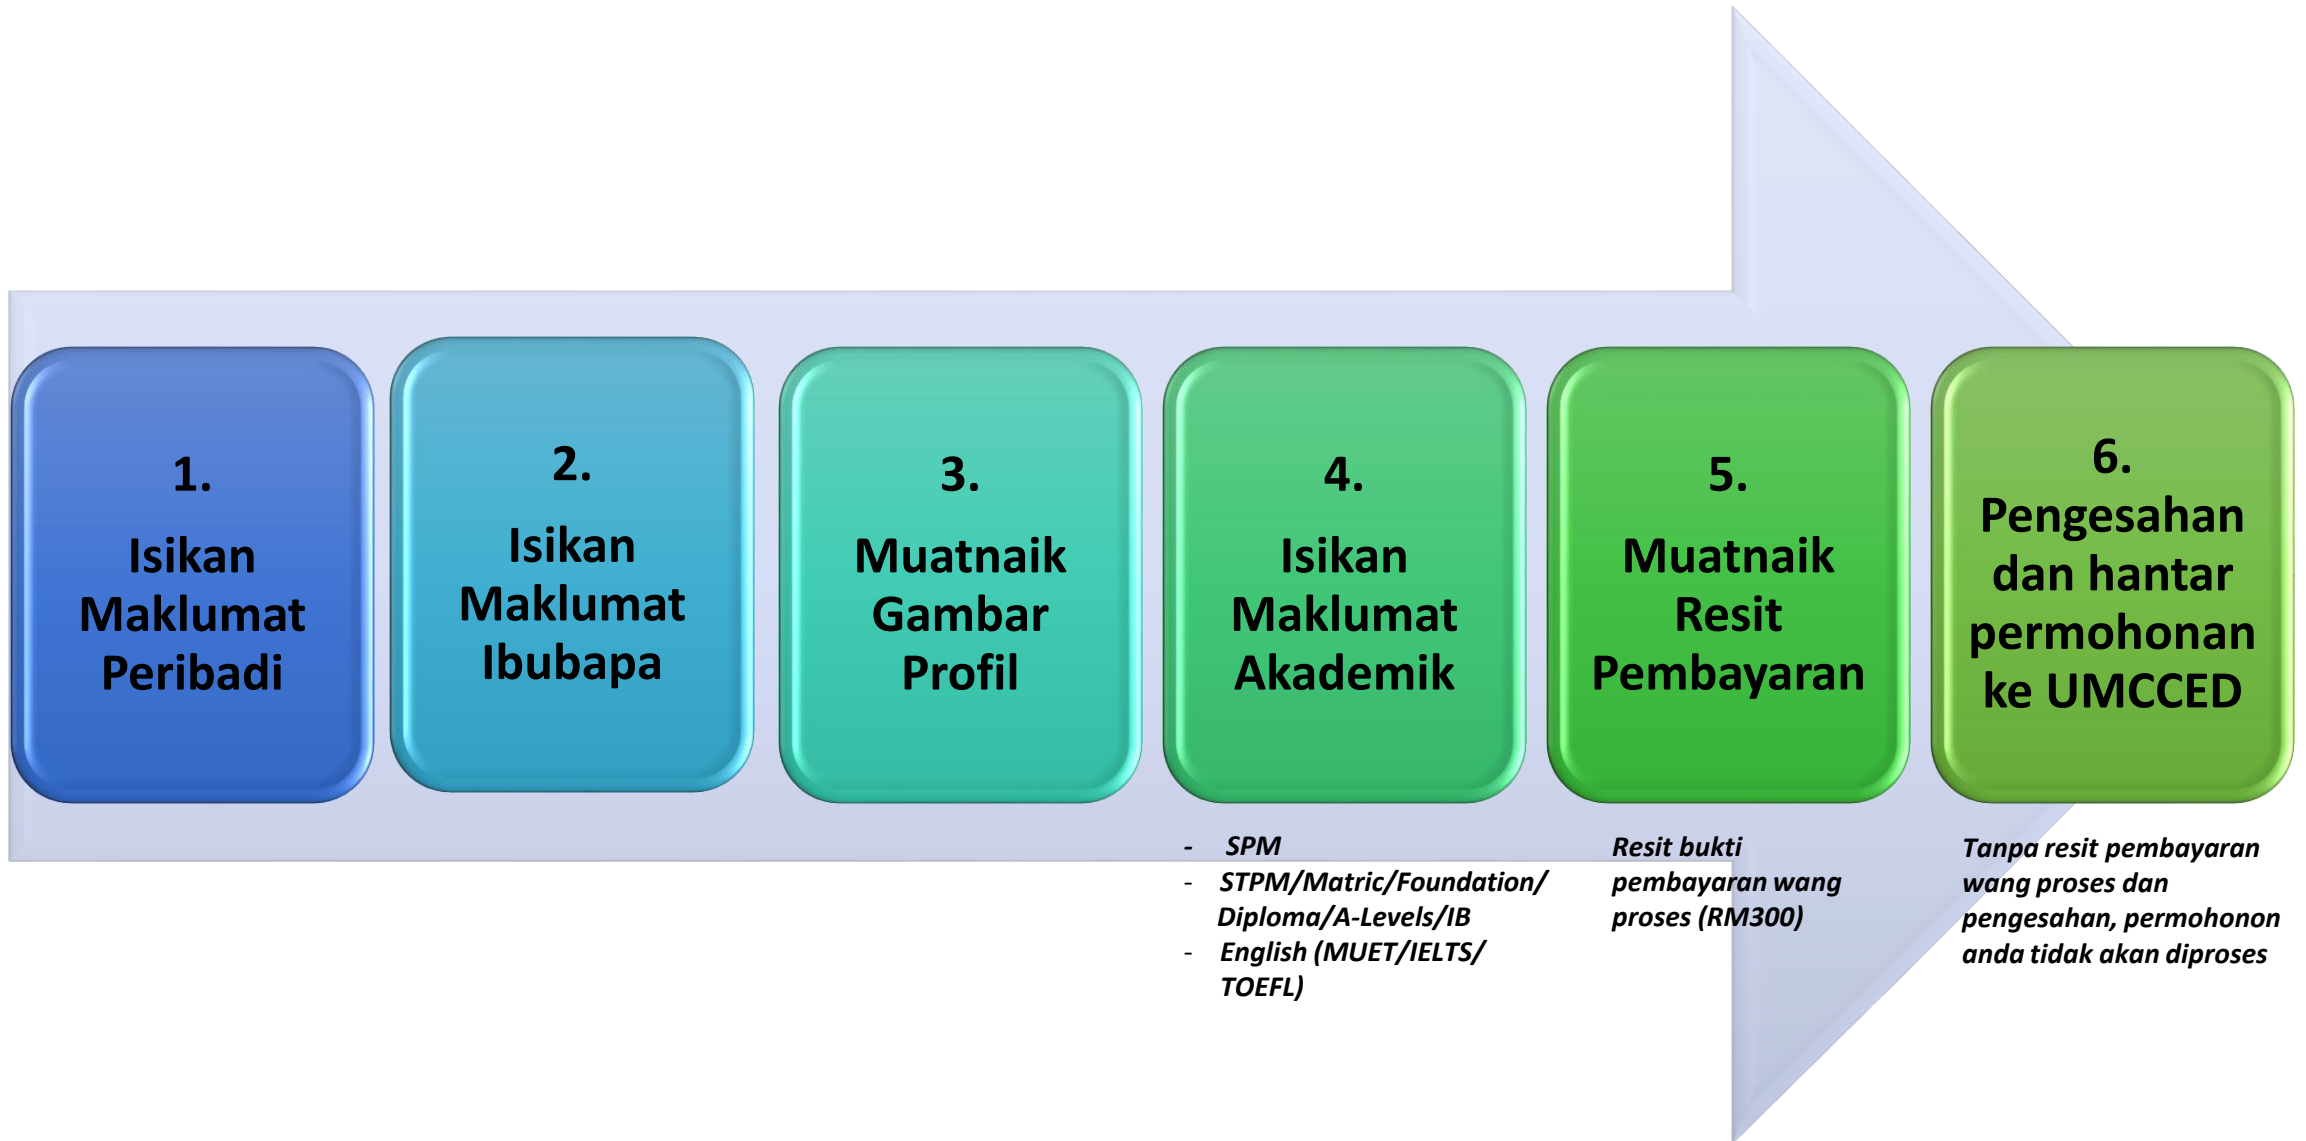 1.
Isikan
Maklumat
Peribadi
2.
Isikan
Maklumat
Ibubapa
3.
Muatnaik
Gambar
Profil
4.
Isikan
Maklumat
Akademik
5.
Muatnaik
Resit
Pembayaran
6.
Pengesahan
dan hantar
permohonan
ke UMCCED
- SPM
- STPM/Matric/Foundation/
Diploma/A-Levels/IB
- English (MUET/IELTS/
TOEFL)
Resit bukti
pembayaran wang
proses (RM300)
Tanpa resit pembayaran
wang proses dan
pengesahan, permohonon
anda tidak akan diproses